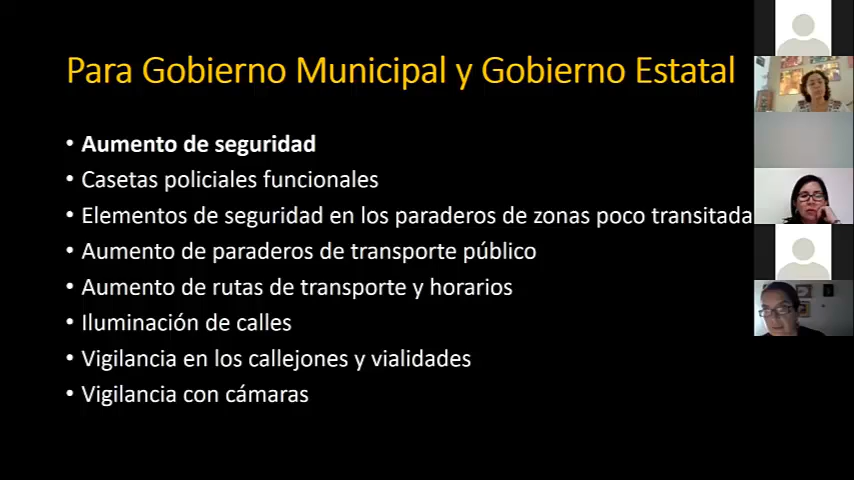 Para Gobierno Municipal y Gobierno Estatal
• Aumento de seguridad
• Casetas policiales funcionales
• Elementos de seguridad en los paraderos de zonas poco transitada
• Aumento de paraderos de transporte público
• Aumento de rutas de transporte y horarios
• Iluminación de calles
• Vigilancia en los callejones y vialidades
• Vigilancia con cámaras